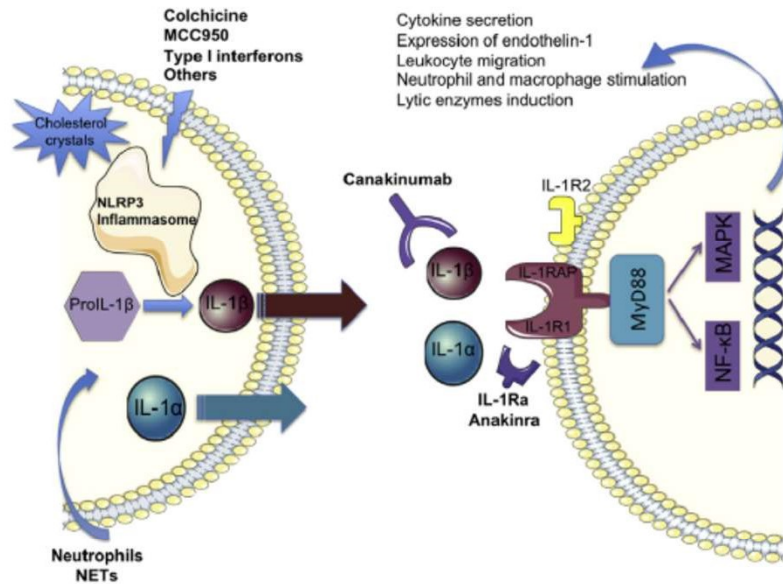 Colchicine
MCC950
Type I interferons
Others
Cytokine secretion
Expression of endothelin-1
Leukocyte migration
Neutrophil and macrophage stimulation
Lytic enzymes induction
Cholesterol
crystals
NLRP3
Inflammasome
ProIL-1β
IL-1β
IL-1α
Neutrophils
NETs
Canakinumab
IL-1β
IL-1α
IL-1Ra
Anakinra
IL-1R2
IL-1RAP
IL-1R1
MyD88
MAPK
NF-κB